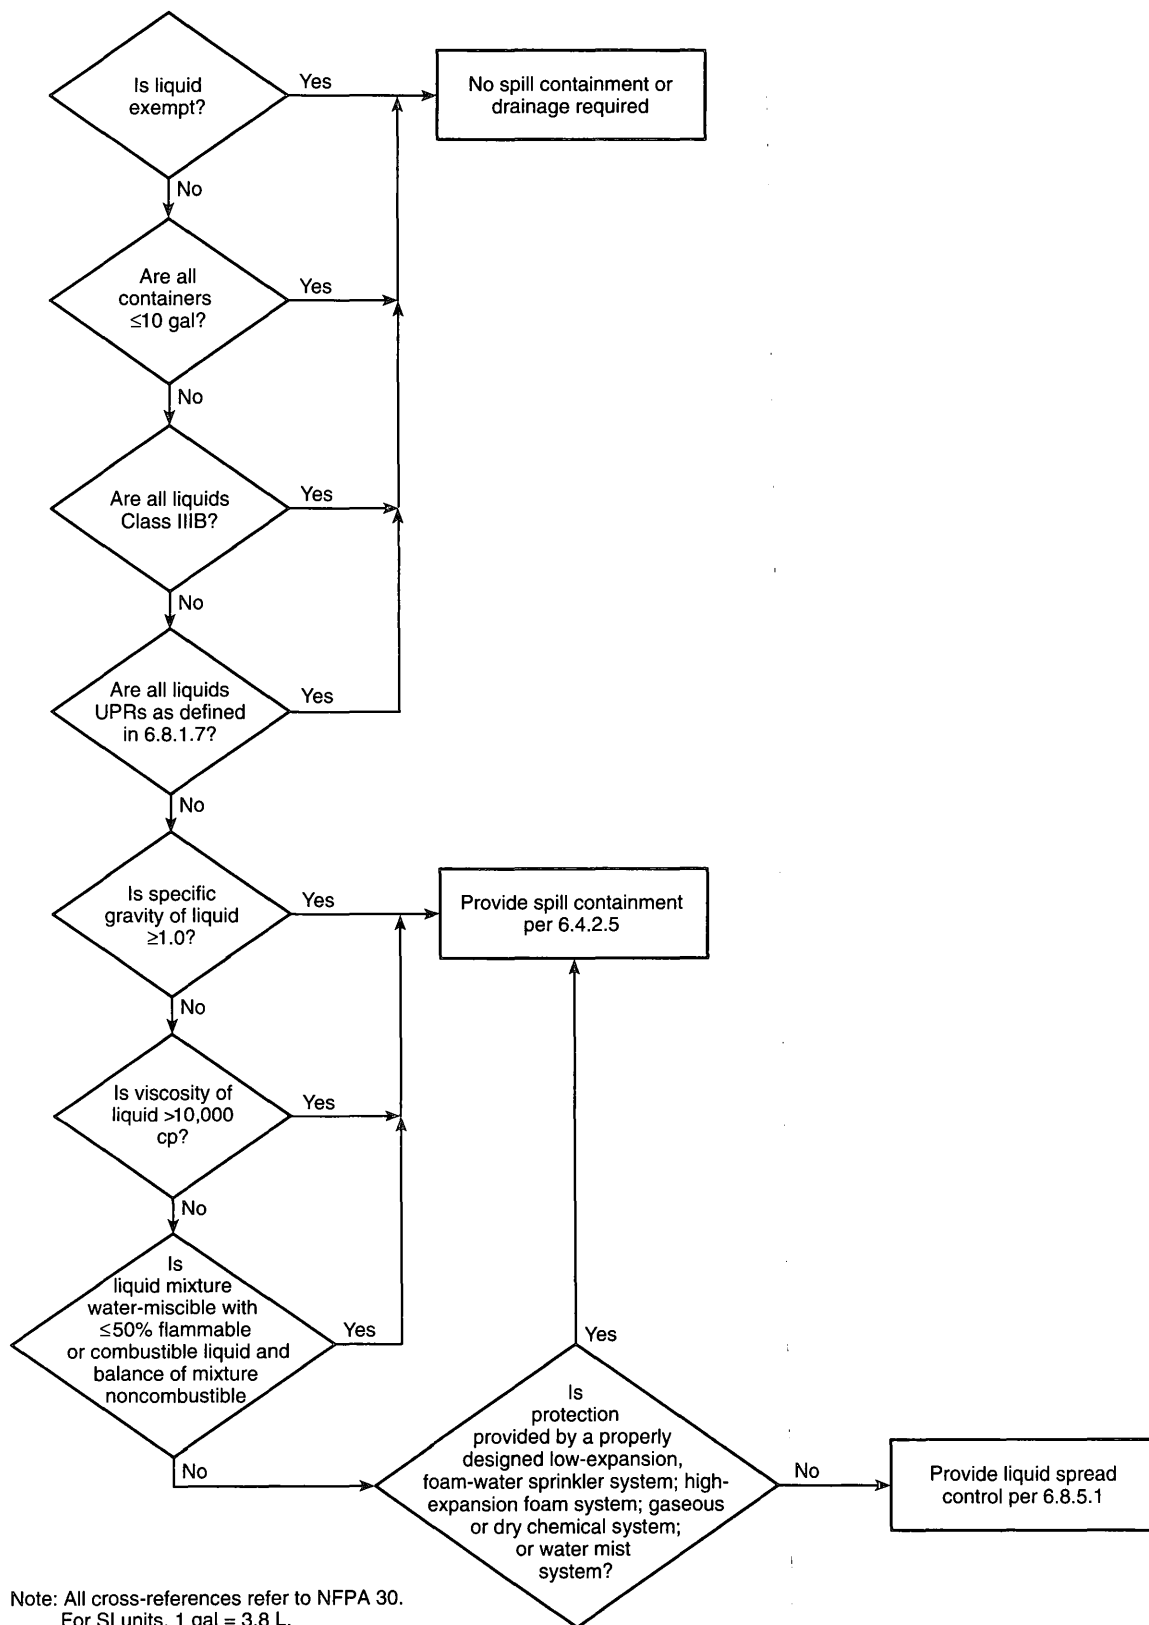 Is liquid
exempt?
Yes
No spill containment or
drainage required
No
Are all
containers
≤10 gal?
Yes
No
Are all liquids
Class IIIB?
Yes
No
Are all liquids
UPRs as defined
in 6.8.1.7?
Yes
No
Is specific
gravity of liquid
≥1.0?
Yes
Provide spill containment
per 6.4.2.5
No
Is viscosity of
liquid >10,000
cp?
Yes
No
Is
liquid mixture
water-miscible with
≤50% flammable
or combustible liquid and
balance of mixture
noncombustible
Yes
No
Yes
Is
protection
provided by a properly
designed low-expansion,
foam-water sprinkler system; high-
expansion foam system; gaseous
or dry chemical system;
or water mist
system?
No
Provide liquid spread
control per 6.8.5.1
Note: All cross-references refer to NFPA 30.
For SI units, 1 gal = 3.8 L.